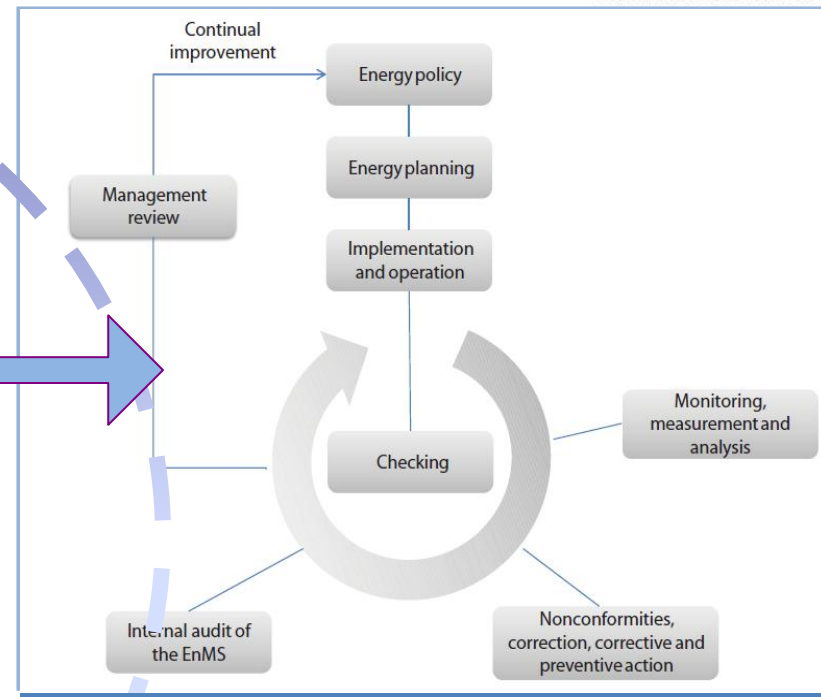 Continual
improvement
Energy policy
Energy planning
Management
review
Implementation
and operation
Monitoring,
measurement and
analysis
Checking
Internal audit of
the EnMS
Nonconformities,
correction, corrective and
preventive action